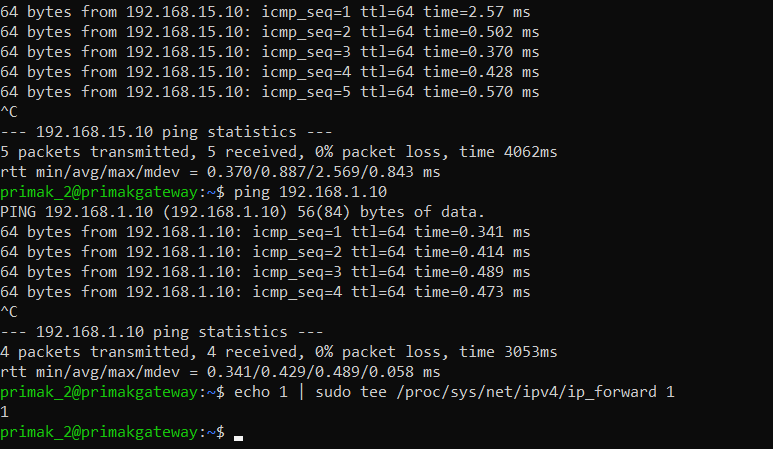 64 bytes from 192.168.15.10: icmp_seq=1 ttl=64 time=2.57 ms
64 bytes from 192.168.15.10: icmp_seq=2 ttl=64 time=0.502 ms
64 bytes from 192.168.15.10: icmp_seq=3 ttl=64 time=0.370 ms
64 bytes from 192.168.15.10: icmp_seq=4 ttl=64 time=0.428 ms
64 bytes from 192.168.15.10: icmp_seq=5 ttl=64 time=0.570 ms
^C
--- 192.168.15.10 ping statistics ---
5 packets transmitted, 5 received, 0% packet loss, time 4062ms
rtt min/avg/max/mdev = 0.370/0.887/2.569/0.843 ms
primak_2@primakgateway:~$ ping 192.168.1.10
PING 192.168.1.10 (192.168.1.10) 56(84) bytes of data.
64 bytes from 192.168.1.10: icmp_seq=1 ttl=64 time=0.341 ms
64 bytes from 192.168.1.10: icmp_seq=2 ttl=64 time=0.414 ms
64 bytes from 192.168.1.10: icmp_seq=3 ttl=64 time=0.489 ms
64 bytes from 192.168.1.10: icmp_seq=4 ttl=64 time=0.473 ms
^C
--- 192.168.1.10 ping statistics ---
4 packets transmitted, 4 received, 0% packet loss, time 3053ms
rtt min/avg/max/mdev = 0.341/0.429/0.489/0.058 ms
primak_2@primakgateway:~$ echo 1 | sudo tee /proc/sys/net/ipv4/ip_forward 1
1
primak_2@primakgateway:~$